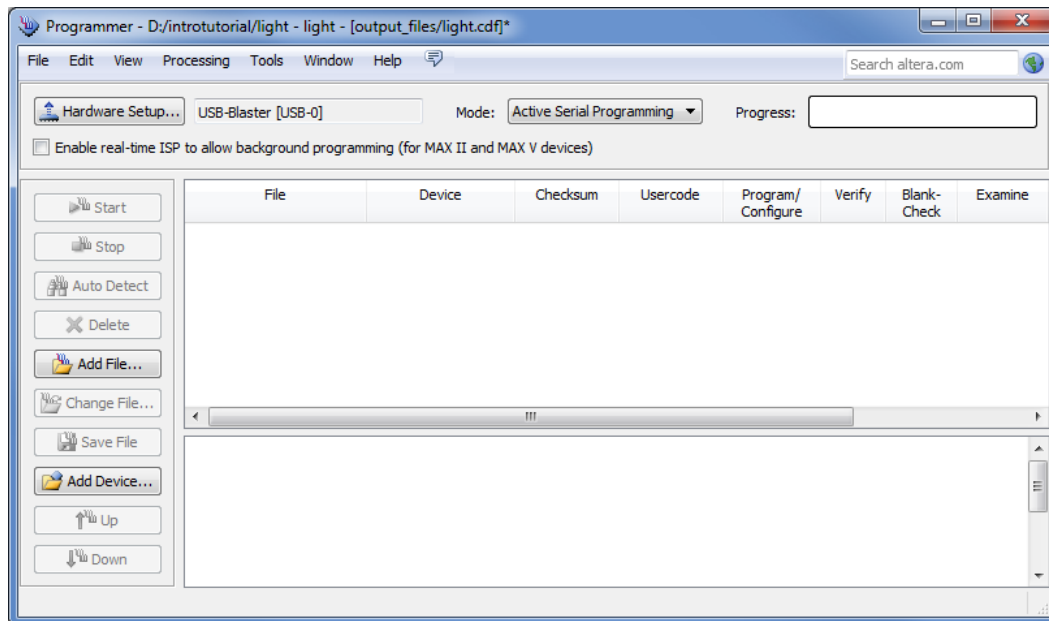 Programmer - D:/introtutorial/light - light - [output_files/light.cdf]*
File Edit View Processing Tools Window Help Search altera.com
Hardware Setup... USB-Blaster [USB-0] Mode: Active Serial Programming Progress:
Enable real-time ISP to allow background programming (for MAX II and MAX V devices)
File Device Checksum Usercode Program/ Verify Blank- Examine
Configure Check
Start
Stop
Auto Detect
Delete
Add File...
Change File...
Save File
Add Device...
Up
Down